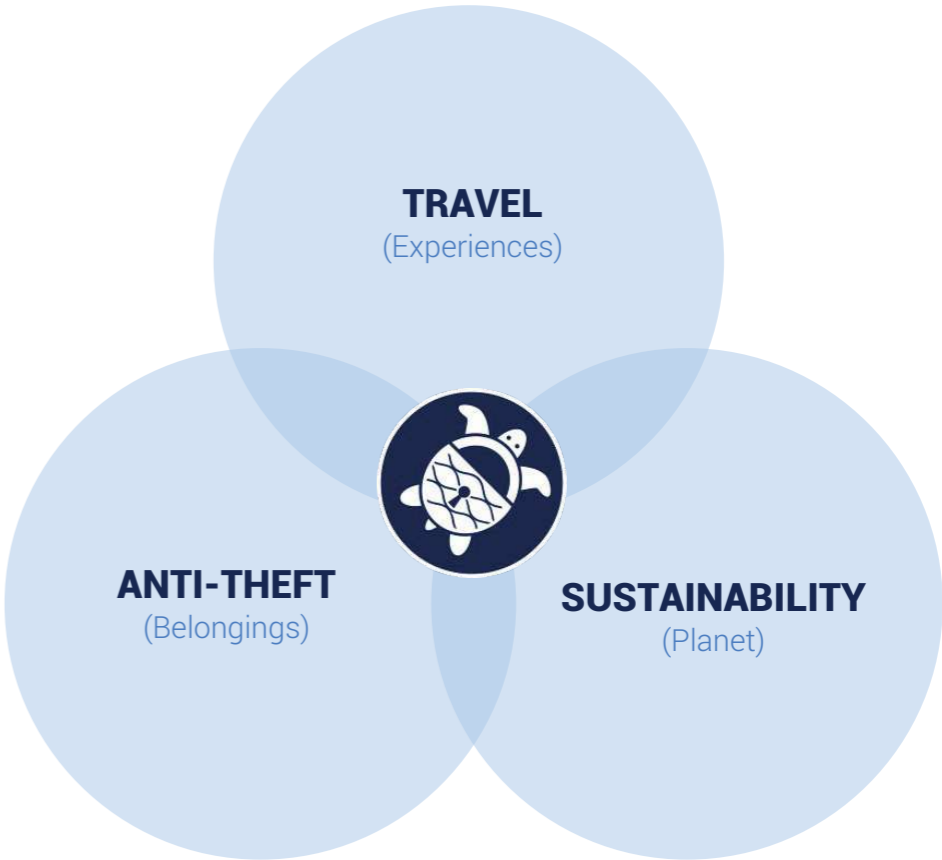 TRAVEL
(Experiences)
ANTI-THEFT
(Belongings)
SUSTAINABILITY
(Planet)